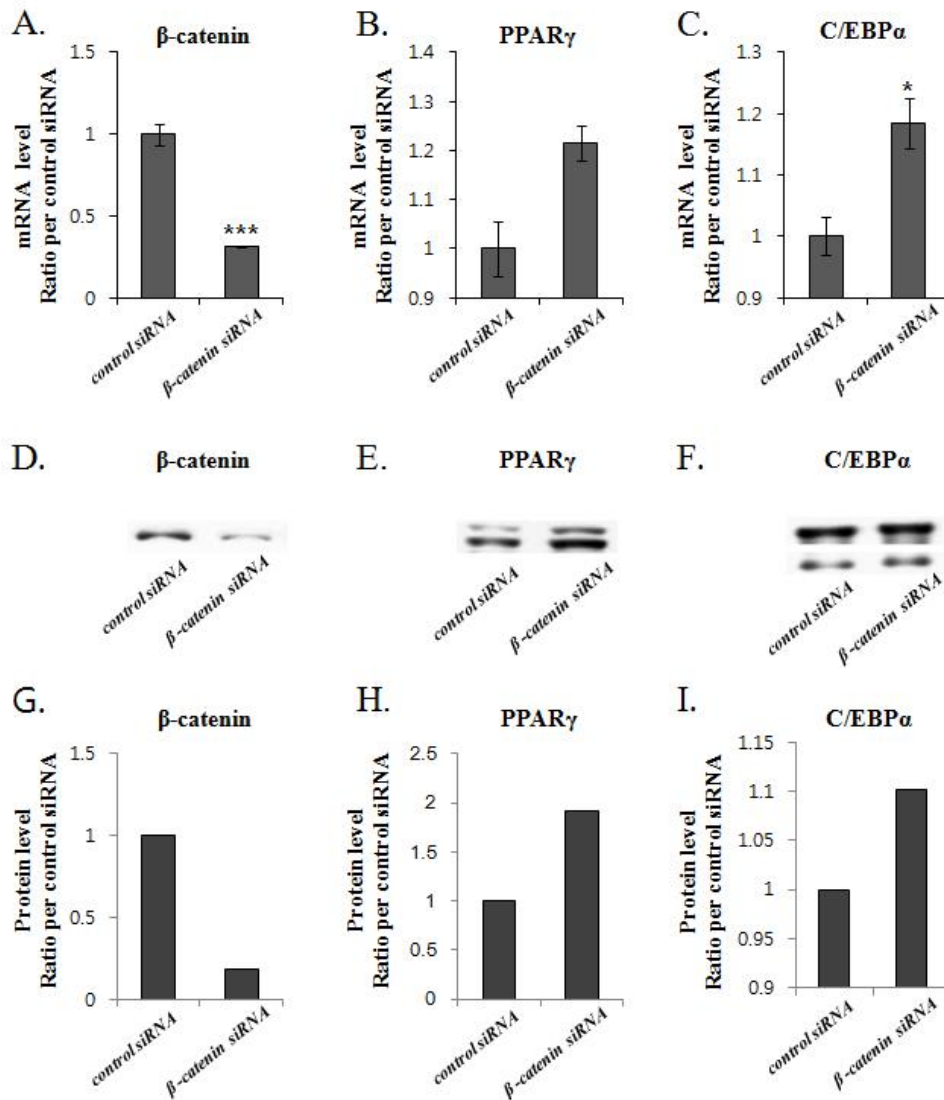 A.
β-catenin
mRNA level
Ratio per control siRNA
1.5
1
0.5
0
***
control siRNA
β-catenin siRNA
B.
PPARγ
mRNA level
Ratio per control siRNA
1.4
1.3
1.2
1.1
1
0.9
control siRNA
β-catenin siRNA
C.
C/EBPα
mRNA level
Ratio per control siRNA
1.3
1.2
1.1
1
0.9
*
control siRNA
β-catenin siRNA
D.
β-catenin
control siRNA
β-catenin siRNA
E.
PPARγ
control siRNA
β-catenin siRNA
F.
C/EBPα
control siRNA
β-catenin siRNA
G.
β-catenin
Protein level
Ratio per control siRNA
1.5
1
0.5
0
control siRNA
β-catenin siRNA
H.
PPARγ
Protein level
Ratio per control siRNA
2.5
2
1.5
1
0.5
0
control siRNA
β-catenin siRNA
I.
C/EBPα
Protein level
Ratio per control siRNA
1.15
1.1
1.05
1
0.95
0.9
control siRNA
β-catenin siRNA